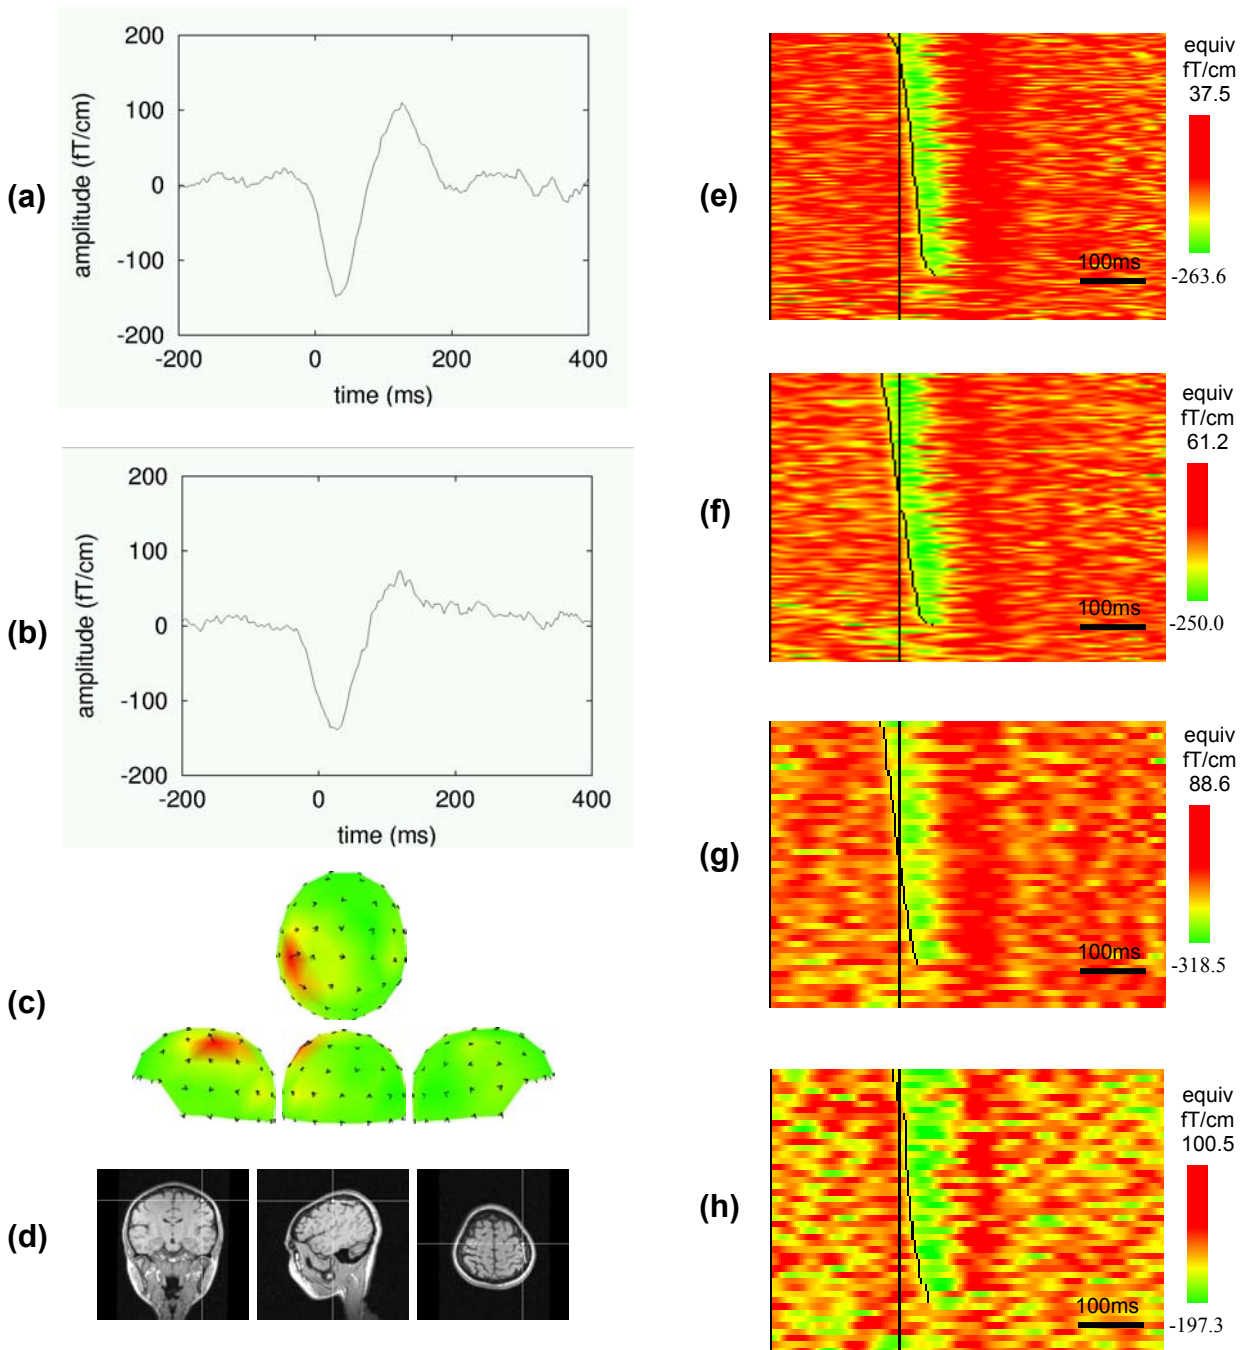 (a)
200
100
0
-100
-200
amplitude (fT/cm)
-200 0 200 400
time (ms)
(b)
200
100
0
-100
-200
amplitude (fT/cm)
-200 0 200 400
time (ms)
(c)
(d)
(e)
equiv
fT/cm
37.5
100ms
-263.6
(f)
equiv
fT/cm
61.2
100ms
-250.0
(g)
equiv
fT/cm
88.6
100ms
-318.5
(h)
equiv
fT/cm
100.5
100ms
-197.3